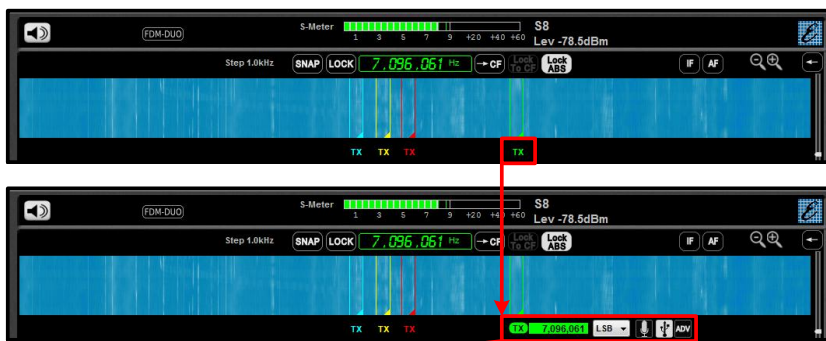 S-Meter S8
FDM-DUO 1 3 5 7 9 +20 +40 +60 Lev -78.5dBm
Step 1.0kHz SNAP LOCK 7.096.061 Hz →CF Lock To CF Lock ABS IF AF
TX TX TX TX
S-Meter S8
FDM-DUO 1 3 5 7 9 +20 +40 +60 Lev -78.5dBm
Step 1.0kHz SNAP LOCK 7.096.061 Hz →CF Lock To CF Lock ABS IF AF
TX TX TX TX 7,096,061 LSB ADV